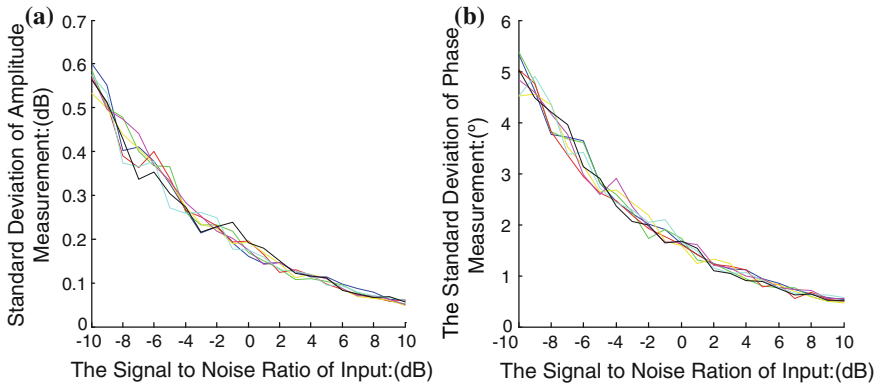 (a)
Standard Deviation of Amplitude
Measurement:(dB)
0.7
0.6
0.5
0.4
0.3
0.2
0.1
0
-10 -8 -6 -4 -2 0 2 4 6 8 10
The Signal to Noise Ratio of Input:(dB)
(b)
The Standard Deviation of Phase
Measurement:(°)
6
5
4
3
2
1
0
-10 -8 -6 -4 -2 0 2 4 6 8 10
The Signal to Noise Ration of Input:(dB)